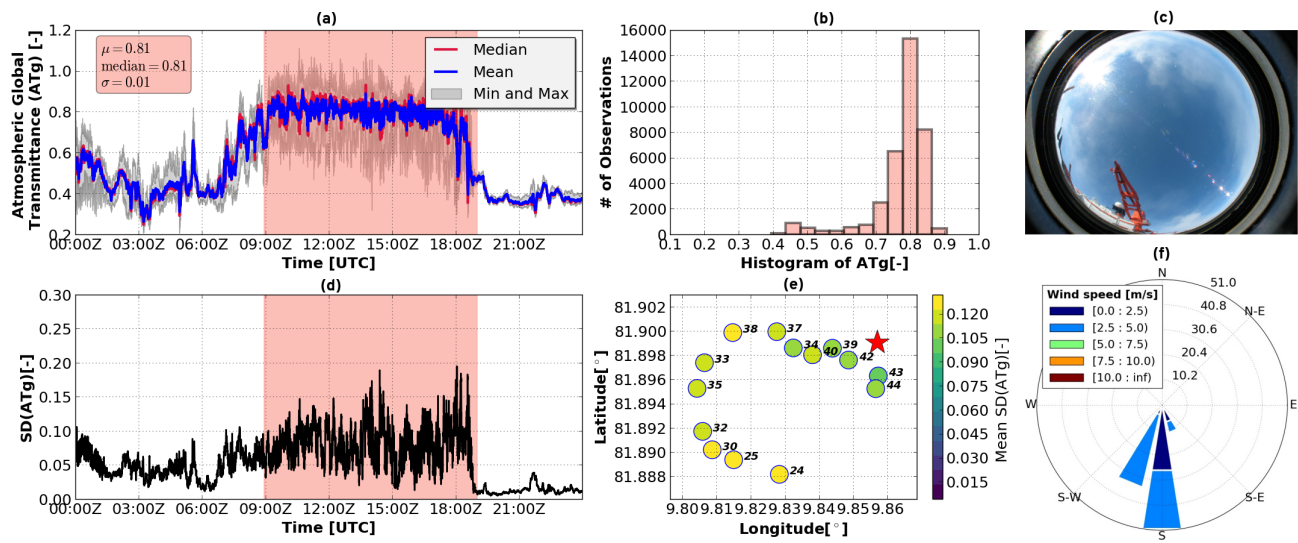 (a)
1.2
1.0
0.8
0.6
0.4
0.2
Atmospheric Global
Transmittance (ATg) [-]
μ = 0.81
median = 0.81
σ = 0.01
Median
Mean
Min and Max
00:00Z 03:00Z 06:00Z 09:00Z 12:00Z 15:00Z 18:00Z 21:00Z
Time [UTC]
(b)
16000
14000
12000
10000
8000
6000
4000
2000
0
# of Observations
0.1 0.2 0.3 0.4 0.5 0.6 0.7 0.8 0.9 1.0
Histogram of ATg[-]
(c)
(d)
0.30
0.25
0.20
0.15
0.10
0.05
0.00
SD(ATg)[-]
00:00Z 03:00Z 06:00Z 09:00Z 12:00Z 15:00Z 18:00Z 21:00Z
Time [UTC]
(e)
81.902
81.900
81.898
81.896
81.894
81.892
81.890
81.888
Latitude[°]
38
37
34
40
39
42
33
43
35
44
32
30
25
24
9.80 9.81 9.82 9.83 9.84 9.85 9.86
Longitude[°]
0.120
0.105
0.090
0.075
0.060
0.045
0.030
0.015
Mean SD(ATg)[-]
(f)
N
N-E
E
S-E
S
S-W
W
51.0
40.8
30.6
20.4
10.2
Wind speed [m/s]
[0.0 : 2.5)
[2.5 : 5.0)
[5.0 : 7.5)
[7.5 : 10.0)
[10.0 : inf)